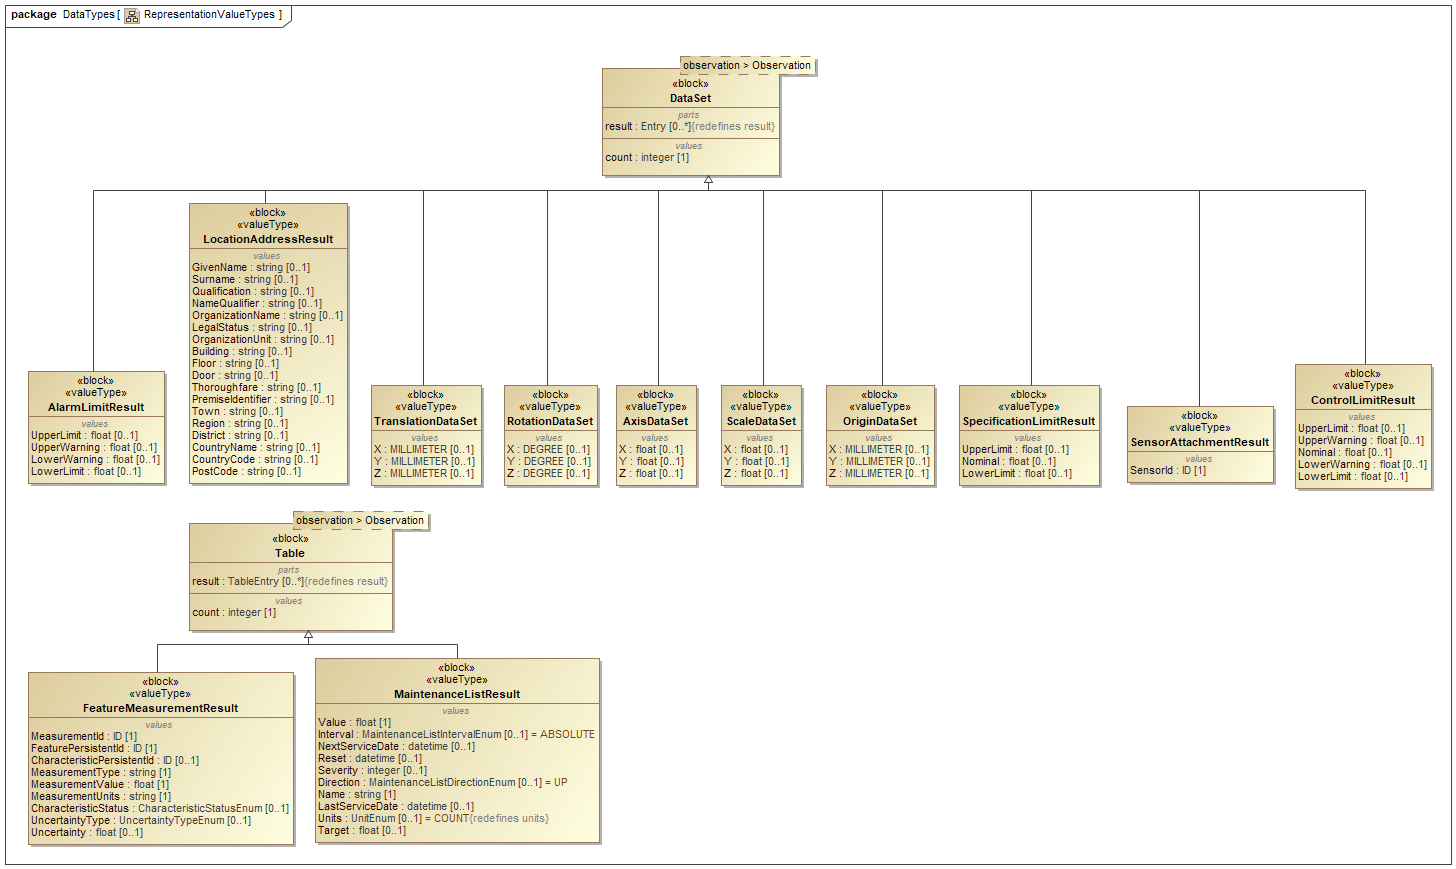 package DataTypes [ RepresentationValueTypes ]
observation > Observation
«block»
DataSet
parts
result : Entry [0..*]{redefines result}
values
count : integer [1]
«block»
«valueType»
LocationAddressResult
values
GivenName : string [0..1]
Surname : string [0..1]
Qualification : string [0..1]
NameQualifier : string [0..1]
OrganizationName : string [0..1]
LegalStatus : string [0..1]
OrganizationUnit : string [0..1]
Building : string [0..1]
Floor : string [0..1]
Door : string [0..1]
Thoroughfare : string [0..1]
PremiseIdentifier : string [0..1]
Town : string [0..1]
Region : string [0..1]
District : string [0..1]
CountryName : string [0..1]
CountryCode : string [0..1]
PostCode : string [0..1]
«block»
«valueType»
AlarmLimitResult
values
UpperLimit : float [0..1]
UpperWarning : float [0..1]
LowerWarning : float [0..1]
LowerLimit : float [0..1]
«block»
«valueType»
TranslationDataSet
values
X : MILLIMETER [0..1]
Y : MILLIMETER [0..1]
Z : MILLIMETER [0..1]
«block»
«valueType»
RotationDataSet
values
X : DEGREE [0..1]
Y : DEGREE [0..1]
Z : DEGREE [0..1]
«block»
«valueType»
AxisDataSet
values
X : float [0..1]
Y : float [0..1]
Z : float [0..1]
«block»
«valueType»
ScaleDataSet
values
X : float [0..1]
Y : float [0..1]
Z : float [0..1]
«block»
«valueType»
OriginDataSet
values
X : MILLIMETER [0..1]
Y : MILLIMETER [0..1]
Z : MILLIMETER [0..1]
«block»
«valueType»
SpecificationLimitResult
values
UpperLimit : float [0..1]
Nominal : float [0..1]
LowerLimit : float [0..1]
«block»
«valueType»
SensorAttachmentResult
values
SensorId : ID [1]
«block»
«valueType»
ControlLimitResult
values
UpperLimit : float [0..1]
UpperWarning : float [0..1]
Nominal : float [0..1]
LowerWarning : float [0..1]
LowerLimit : float [0..1]
observation > Observation
«block»
Table
parts
result : TableEntry [0..*]{redefines result}
values
count : integer [1]
«block»
«valueType»
FeatureMeasurementResult
values
MeasurementId : ID [1]
FeaturePersistentId : ID [1]
CharacteristicPersistentId : ID [0..1]
MeasurementType : string [1]
MeasurementValue : float [1]
MeasurementUnits : string [1]
CharacteristicStatus : CharacteristicStatusEnum [0..1]
UncertaintyType : UncertaintyTypeEnum [0..1]
Uncertainty : float [0..1]
«block»
«valueType»
MaintenanceListResult
values
Value : float [1]
Interval : MaintenanceListIntervalEnum [0..1] = ABSOLUTE
NextServiceDate : datetime [0..1]
Reset : datetime [0..1]
Severity : integer [0..1]
Direction : MaintenanceListDirectionEnum [0..1] = UP
Name : string [1]
LastServiceDate : datetime [0..1]
Units : UnitEnum [0..1] = COUNT{redefines units}
Target : float [0..1]